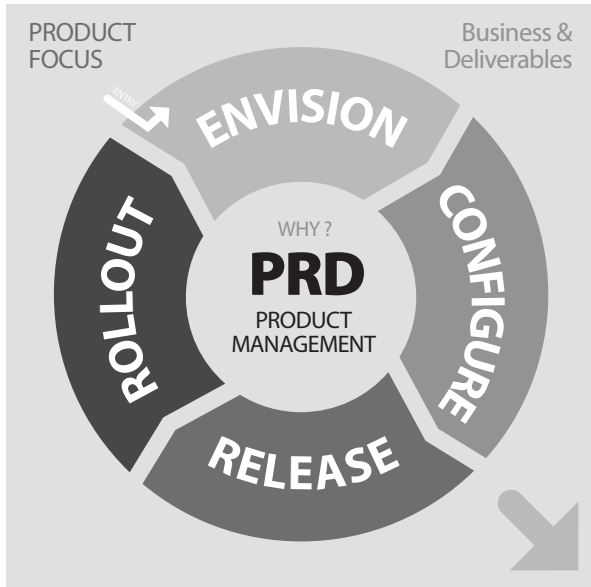 PRODUCT
FOCUS
Business &
Deliverables
ENTRY
ENVISION
CONFIGURE
RELEASE
ROLLOUT
WHY ?
PRD
PRODUCT
MANAGEMENT